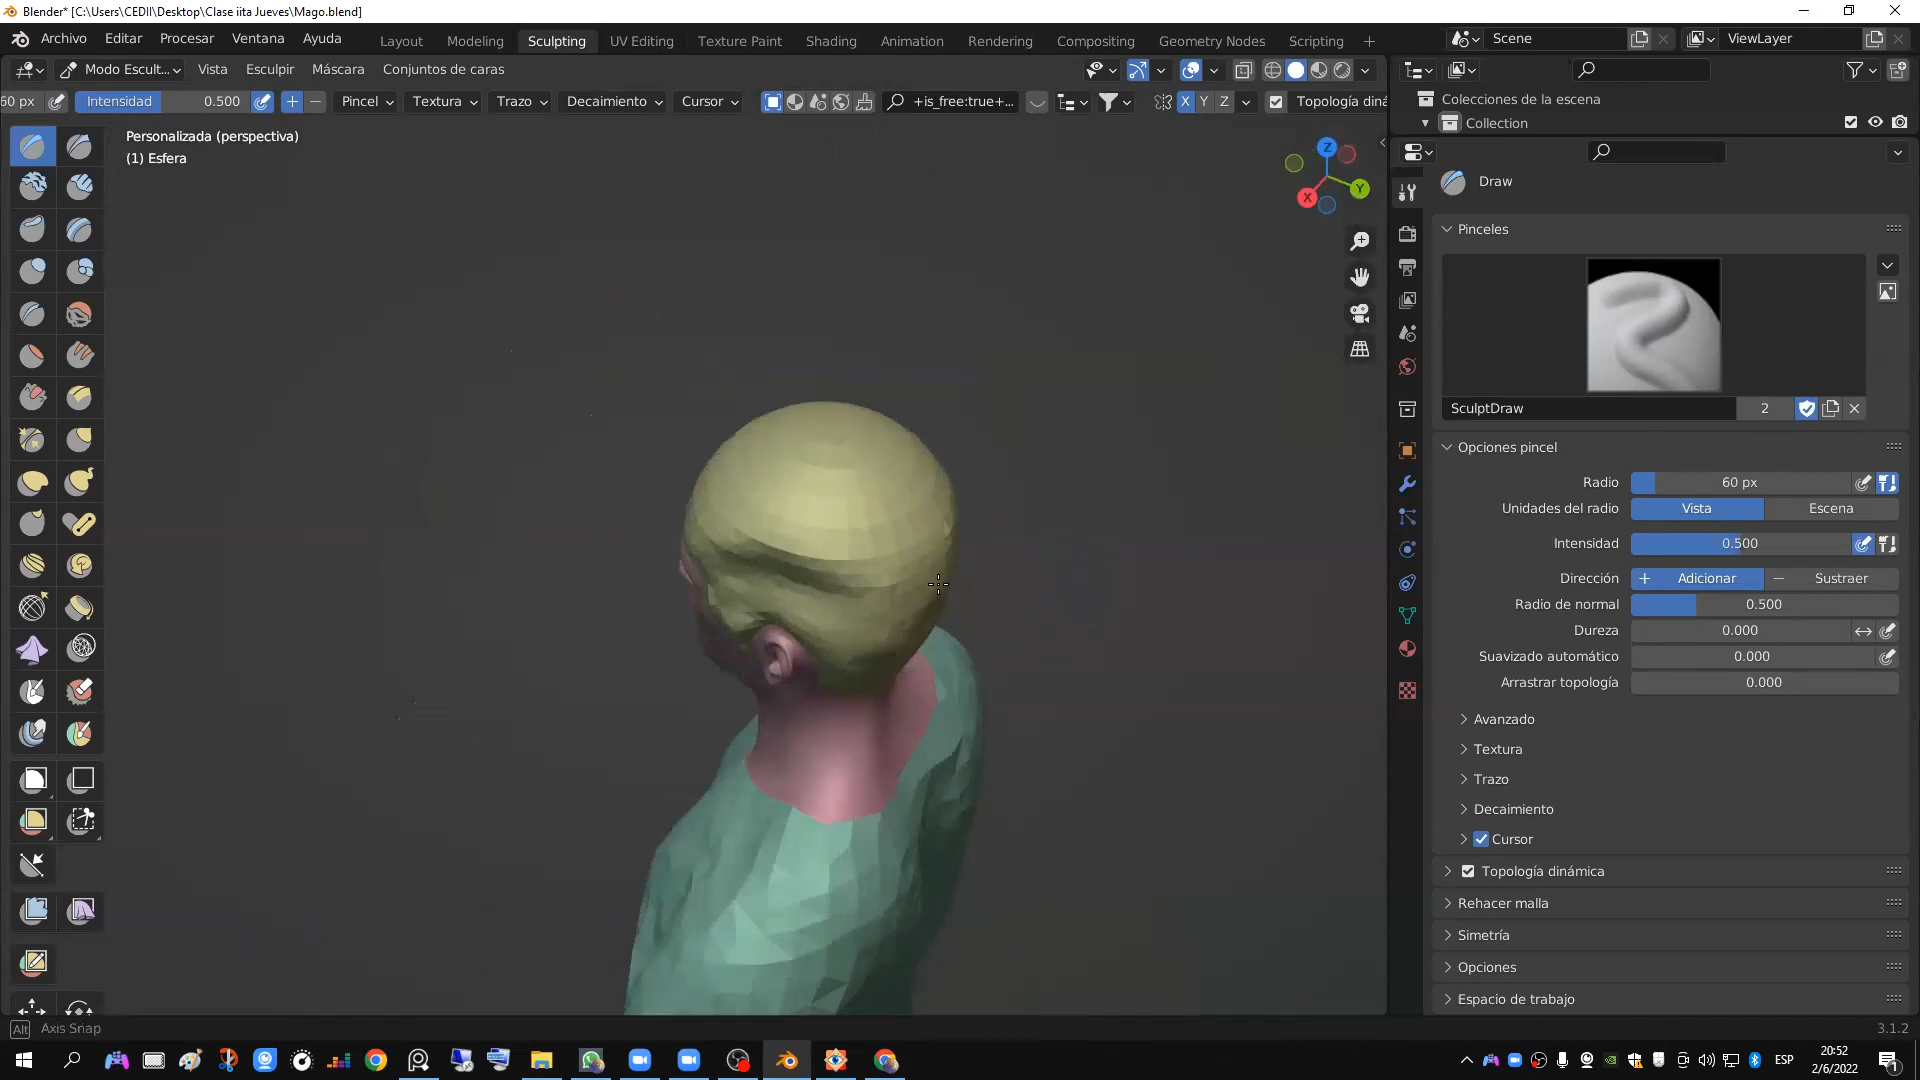 Blender* [C:\Users\CEDII\Desktop\Clase iita Jueves\Mago.blend]
Archivo Editar Procesar Ventana Ayuda Layout Modeling Sculpting UV Editing Texture Paint Shading Animation Rendering Compositing Geometry Nodes Scripting Scene ViewLayer
Modo Escult... Vista Esculpir Máscara Conjuntos de caras
60 px Intensidad 0.500 Pincel Textura Trazo Decaimiento Cursor +is_free:true+... X Y Z Topología diná
Colecciones de la escena
Collection
Personalizada (perspectiva)
(1) Esfera
Z
Y
X
Draw
Pinceles
SculptDraw 2
Opciones pincel
Radio 60 px
Unidades del radio Vista Escena
Intensidad 0.500
Dirección + Adicionar − Sustraer
Radio de normal 0.500
Dureza 0.000
Suavizado automático 0.000
Arrastrar topología 0.000
Avanzado
Textura
Trazo
Decaimiento
Cursor
Topología dinámica
Rehacer malla
Simetría
Opciones
Espacio de trabajo
Alt Axis Snap 3.1.2
ESP
20:52
2/6/2022
1